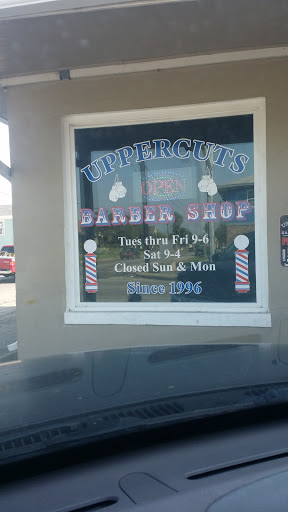 UPPERCUTS
OPEN
BARBER SHOP
Tues thru Fri 9-6
Sat 9-4
Closed Sun & Mon
Since 1996